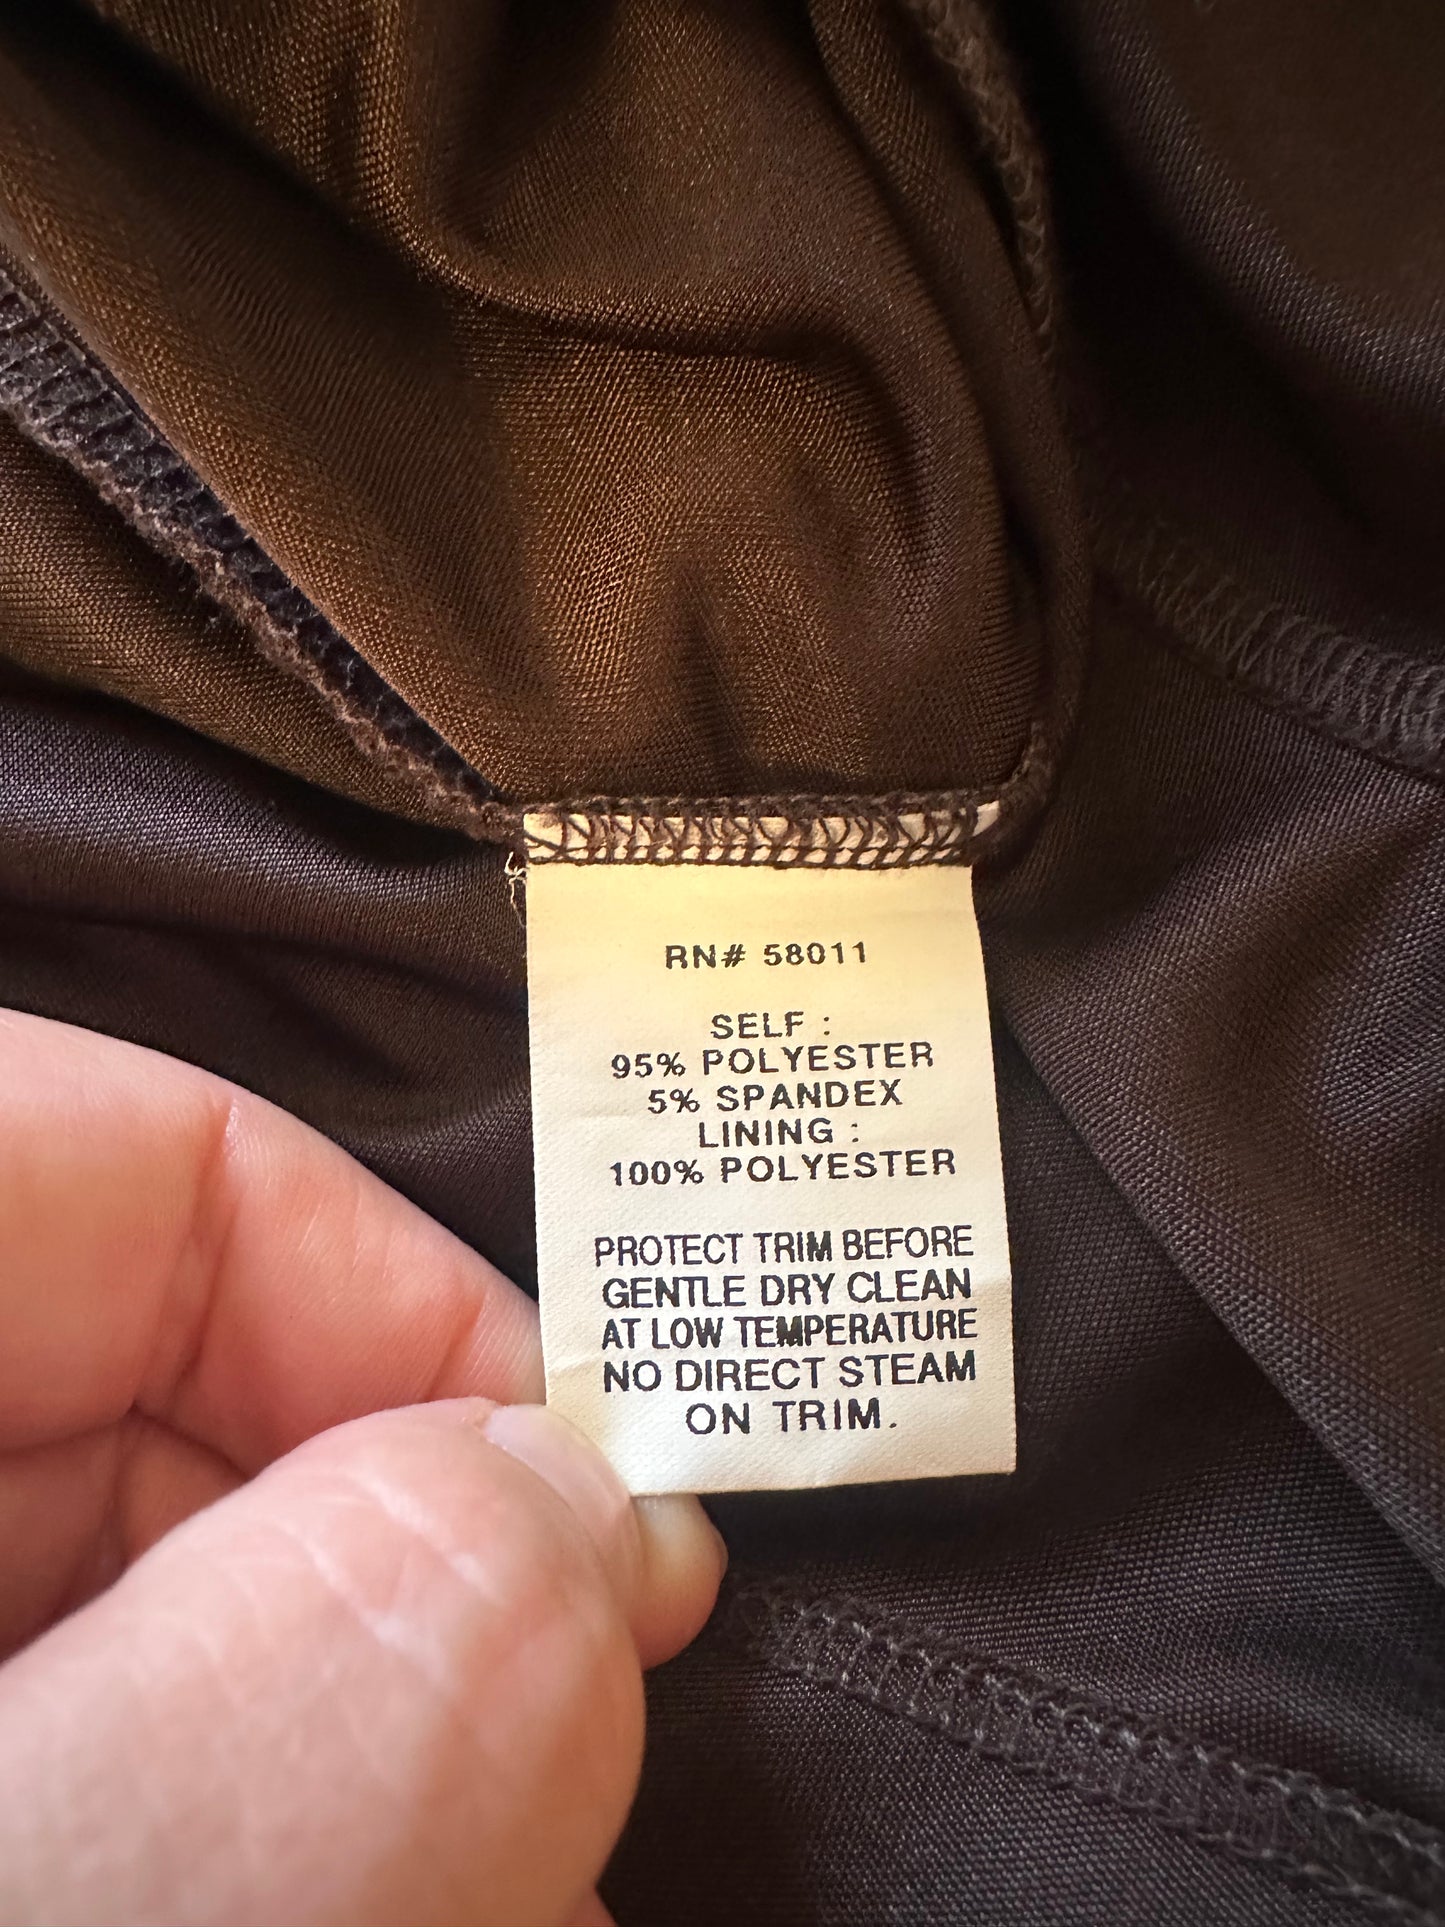 RN# 58011
SELF :
95% POLYESTER
5% SPANDEX
LINING :
100% POLYESTER
PROTECT TRIM BEFORE
GENTLE DRY CLEAN
AT LOW TEMPERATURE
NO DIRECT STEAM
ON TRIM.